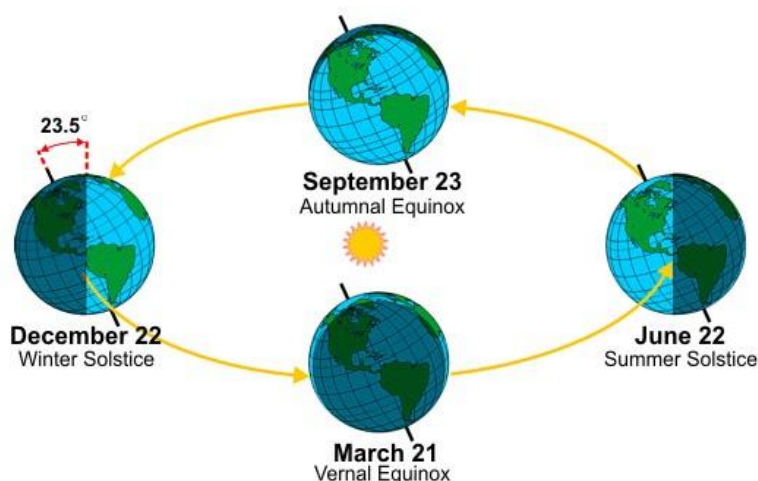 23.5°
September 23
Autumnal Equinox
December 22
Winter Solstice
June 22
Summer Solstice
March 21
Vernal Equinox